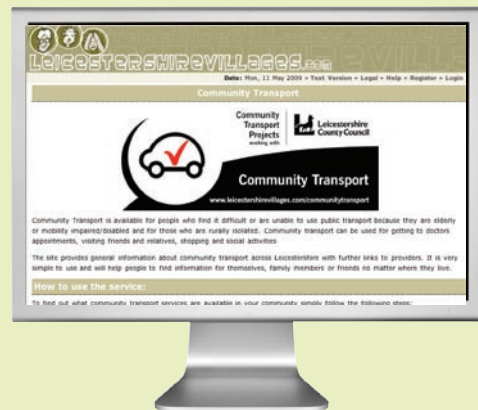 LEICESTERSHIREVILLAGES.com
Date: Mon, 11 May 2009 » Text Version » Legal » Help » Register » Login
Community Transport
Community
Transport
Projects
working with
Leicestershire
County Council
Community Transport
www.leicestershirevillages.com/communitytransport
Community Transport is available for people who find it difficult or are unable to use public transport because they are elderly
or mobility impaired/disabled and for those who are rurally isolated. Community transport can be used for getting to doctors
appointments, visiting friends and relatives, shopping and social activities
The site provides general information about community transport across Leicestershire with further links to providers. It is very
simple to use and will help people to find information for themselves, family members or friends no matter where they live.
How to use the service:
To find out what community transport services are available in your community simply follow the following steps: